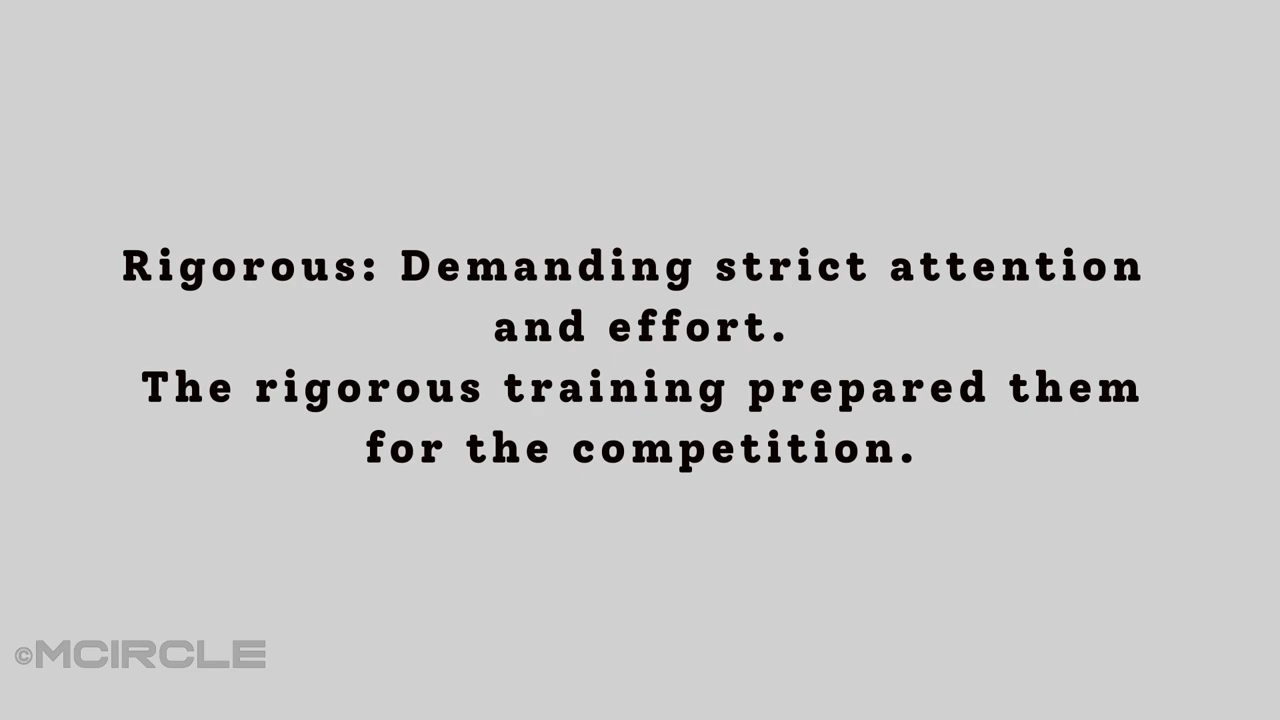 Rigorous: Demanding strict attention
and effort.
The rigorous training prepared them
for the competition.
©MCIRCLE